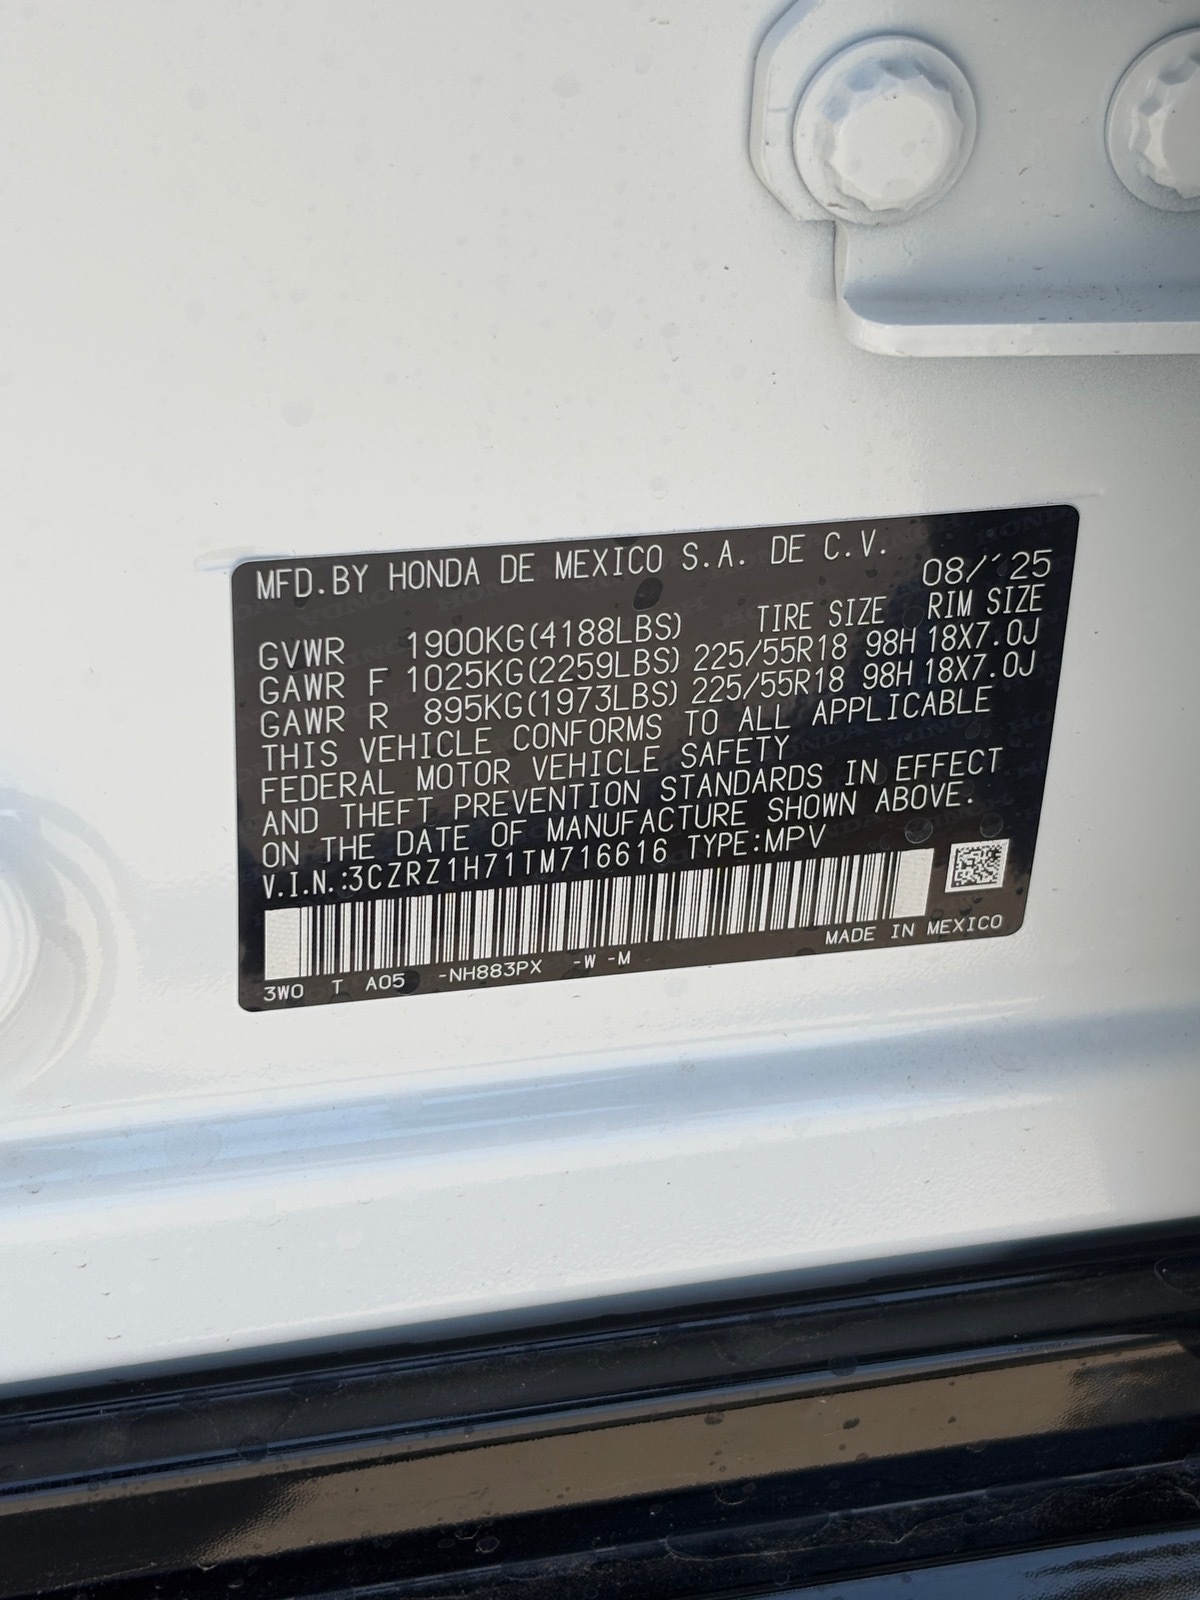 MFD.BY HONDA DE MEXICO S.A. DE C.V.
08/´25
TIRE SIZE RIM SIZE
GVWR 1900KG(4188LBS)
GAWR F 1025KG(2259LBS) 225/55R18 98H 18X7.0J
GAWR R 895KG(1973LBS) 225/55R18 98H 18X7.0J
THIS VEHICLE CONFORMS TO ALL APPLICABLE
FEDERAL MOTOR VEHICLE SAFETY
AND THEFT PREVENTION STANDARDS IN EFFECT
ON THE DATE OF MANUFACTURE SHOWN ABOVE.
V.I.N.:3CZRZ1H71TM716616 TYPE:MPV
MADE IN MEXICO
3W0 T A05 -NH883PX -W -M